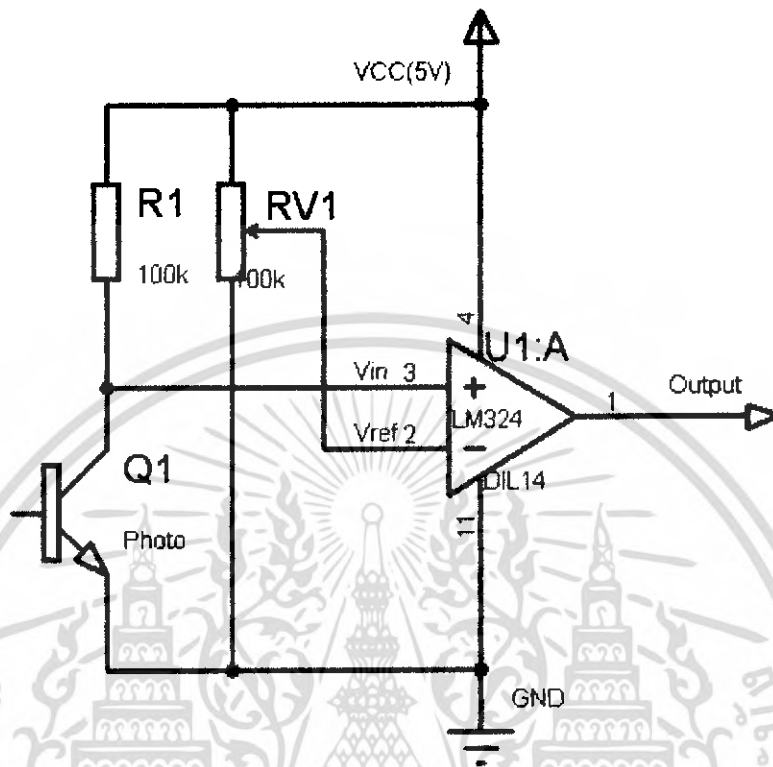 VCC(5V)
R1
100k
RV1
100k
4
U1:A
Vin 3
+
LM324
Vref 2
−
DIL14
11
1
Output
Q1
Photo
GND